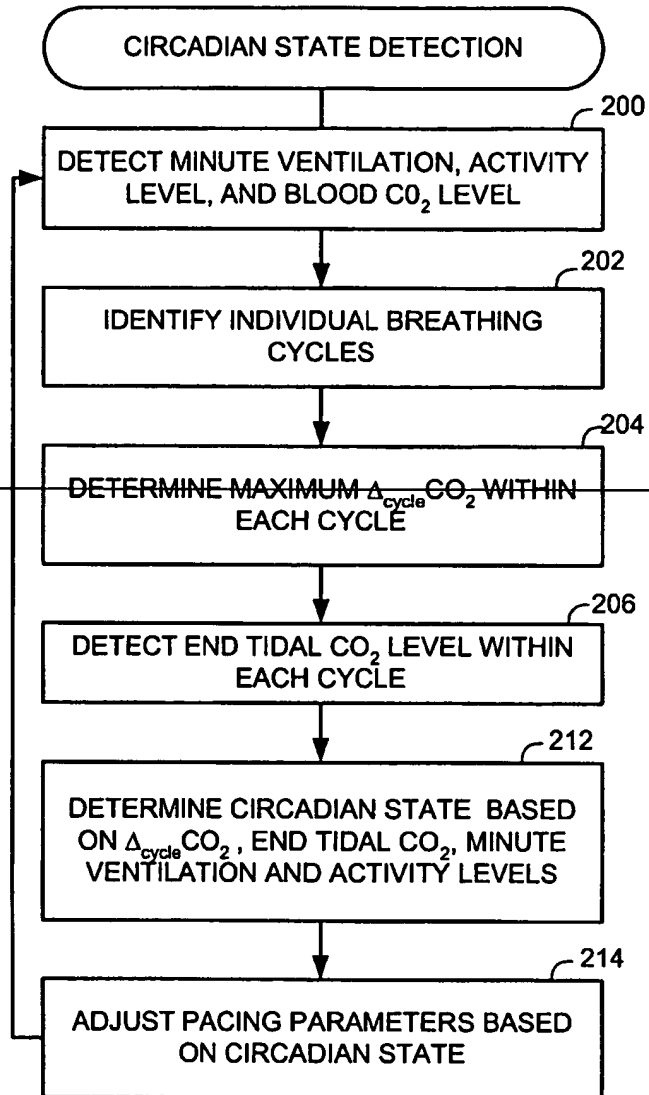 CIRCADIAN STATE DETECTION
200
DETECT MINUTE VENTILATION, ACTIVITY
LEVEL, AND BLOOD C0₂ LEVEL
202
IDENTIFY INDIVIDUAL BREATHING
CYCLES
204
DETERMINE MAXIMUM Δcycle CO₂ WITHIN
EACH CYCLE
206
DETECT END TIDAL CO₂ LEVEL WITHIN
EACH CYCLE
212
DETERMINE CIRCADIAN STATE BASED
ON Δcycle CO₂ , END TIDAL CO₂, MINUTE
VENTILATION AND ACTIVITY LEVELS
214
ADJUST PACING PARAMETERS BASED
ON CIRCADIAN STATE